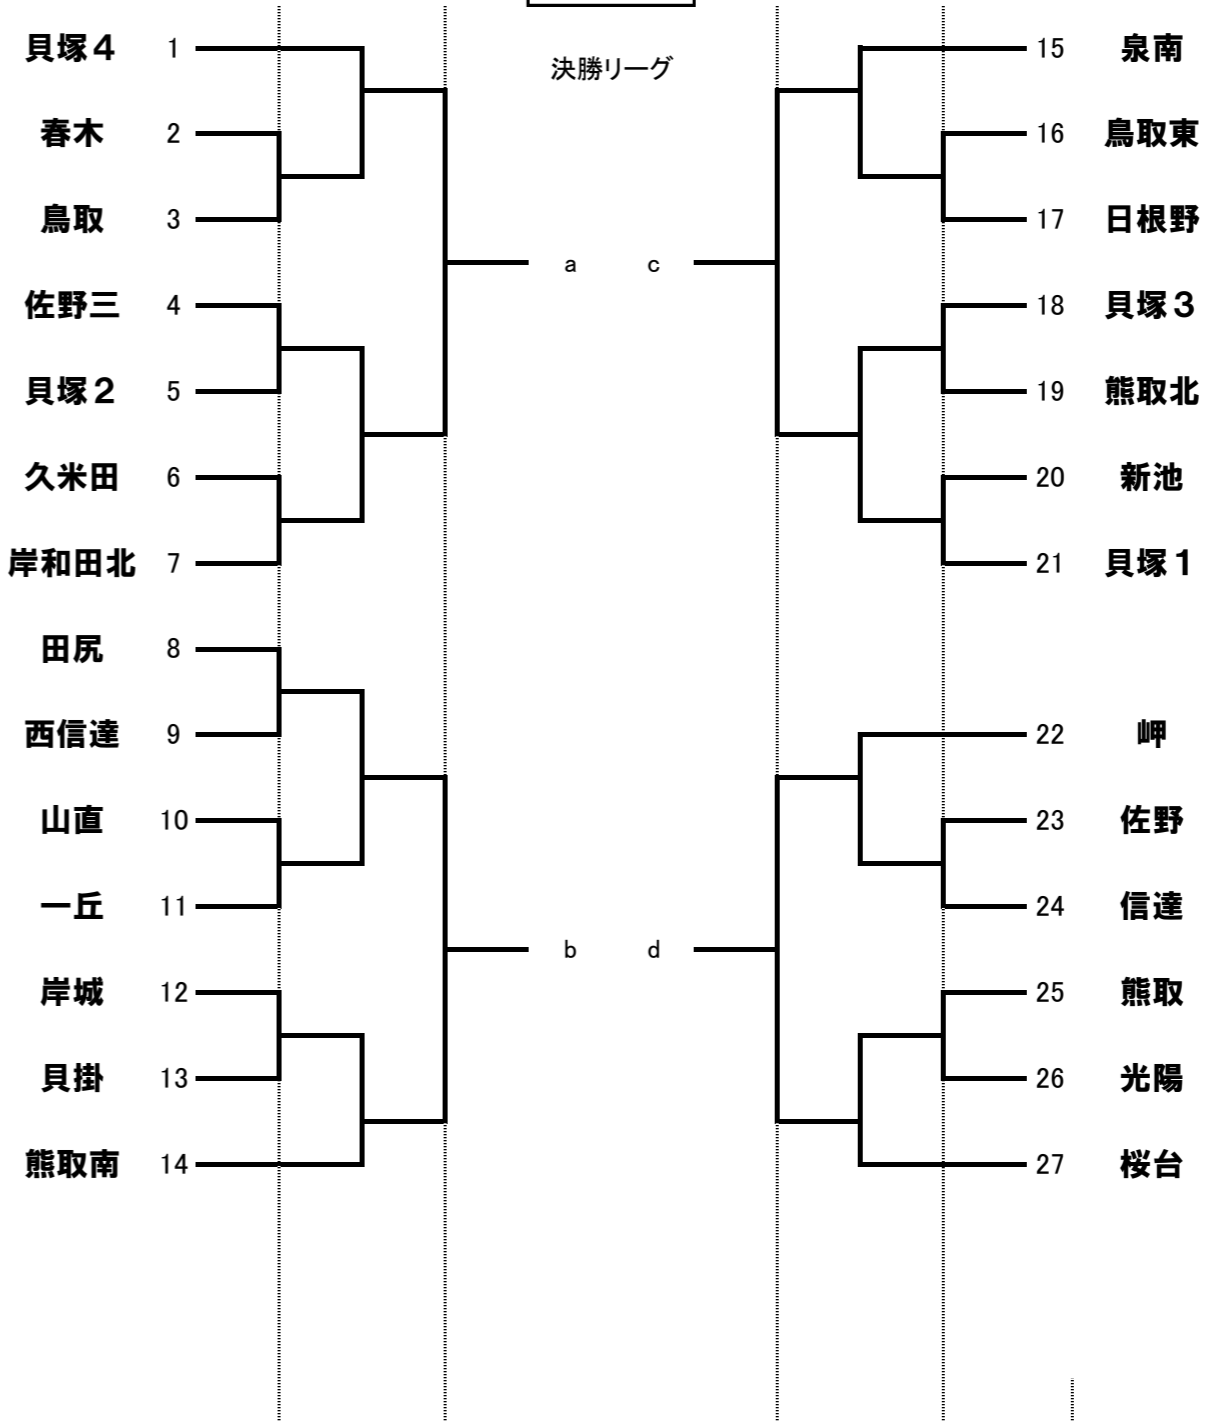 決勝リーグ
貝塚４ 1
春木 2
鳥取 3
佐野三 4
貝塚２ 5
久米田 6
岸和田北 7
田尻 8
西信達 9
山直 10
一丘 11
岸城 12
貝掛 13
熊取南 14
a c
b d
15 泉南
16 鳥取東
17 日根野
18 貝塚３
19 熊取北
20 新池
21 貝塚１
22 岬
23 佐野
24 信達
25 熊取
26 光陽
27 桜台